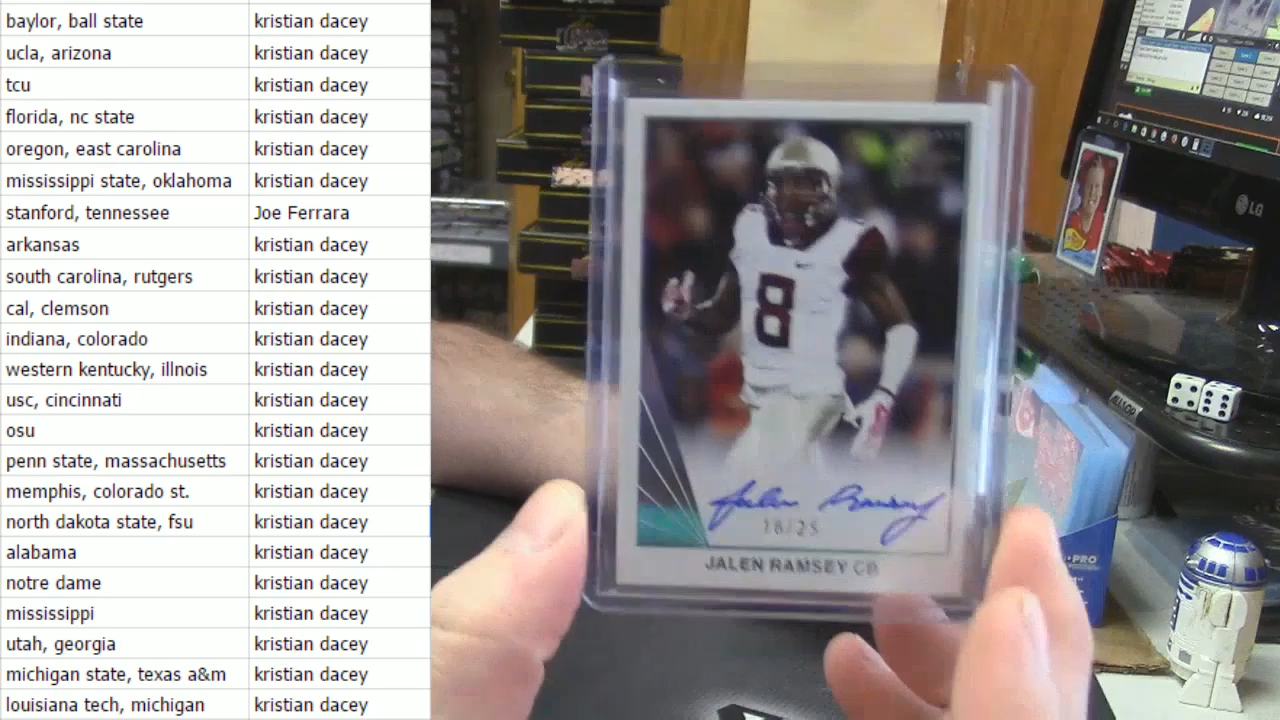 baylor, ball state kristian dacey
ucla, arizona kristian dacey
tcu kristian dacey
florida, nc state kristian dacey
oregon, east carolina kristian dacey
mississippi state, oklahoma kristian dacey
stanford, tennessee Joe Ferrara
arkansas kristian dacey
south carolina, rutgers kristian dacey
cal, clemson kristian dacey
indiana, colorado kristian dacey
western kentucky, illnois kristian dacey
usc, cincinnati kristian dacey
osu kristian dacey
penn state, massachusetts kristian dacey
memphis, colorado st. kristian dacey
north dakota state, fsu kristian dacey
alabama kristian dacey
notre dame kristian dacey
mississippi kristian dacey
utah, georgia kristian dacey
michigan state, texas a&m kristian dacey
louisiana tech, michigan kristian dacey
8
Jalen Ramsey
18/25
JALEN RAMSEY CB
LG
ALLSOP
PRO